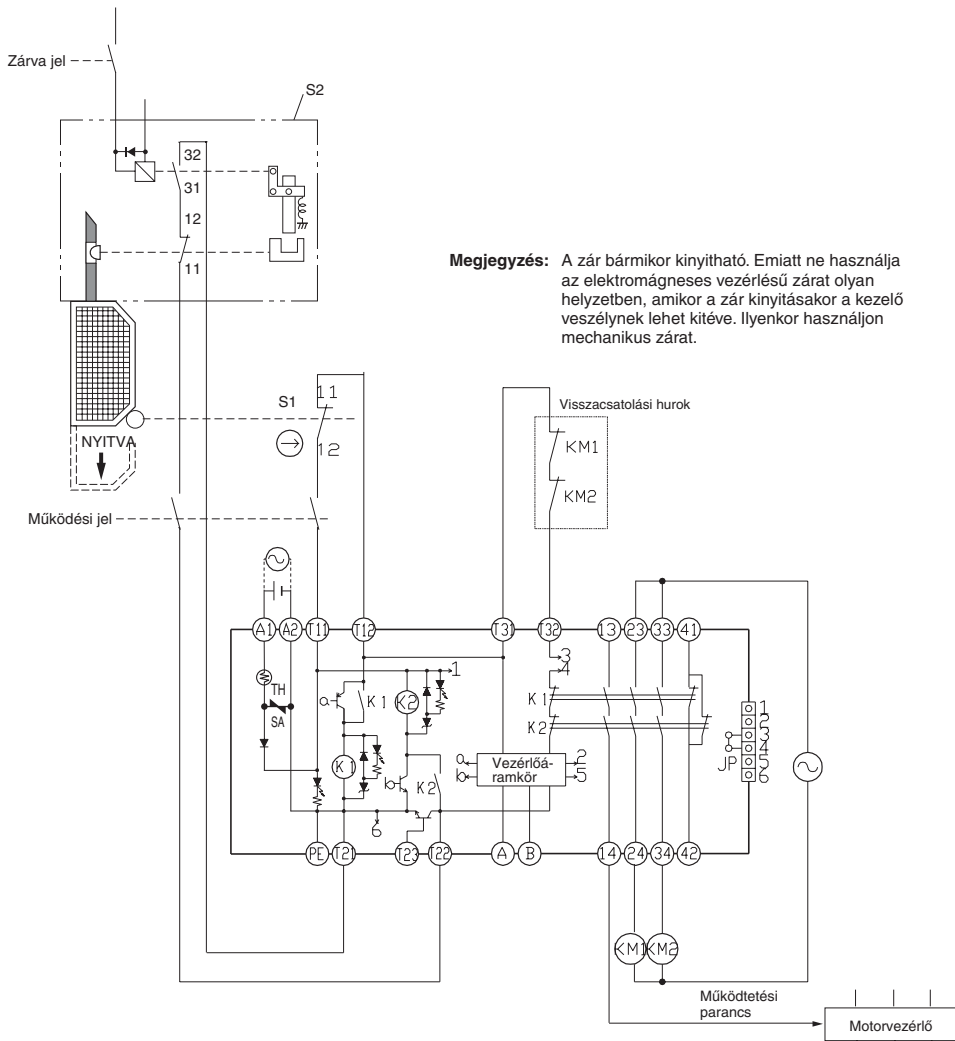 Zárva jel
S2
32
31
12
11
Megjegyzés: A zár bármikor kinyitható. Emiatt ne használja
az elektromágneses vezérlésű zárat olyan
helyzetben, amikor a zár kinyitásakor a kezelő
veszélynek lehet kitéve. Ilyenkor használjon
mechanikus zárat.
S1
11
12
Visszacsatolási hurok
KM1
KM2
NYITVA
Működési jel
A1 A2 T11 T12 T31 T32 13 23 33 41
1
3
4
TH
SA
a
K1
K2
K1
K2
K1
b
K2
a
b
Vezérlőá-
ramkör
2
5
6
JP
1
2
3
4
5
6
PE T21 T23 T22 A B 14 24 34 42
KM1 KM2
Működtetési
parancs
Motorvezérlő